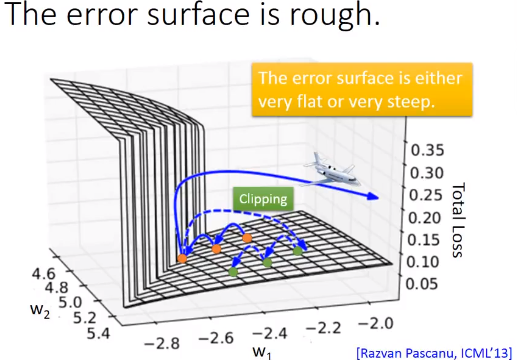 The error surface is rough.
The error surface is either
very flat or very steep.
Clipping
0.35
0.30
0.25
0.20
0.15
0.10
0.05
Total Loss
4.6
4.8
5.0
5.2
5.4
w2
-2.8
-2.6
-2.4
-2.2
-2.0
w1
[Razvan Pascanu, ICML’13]